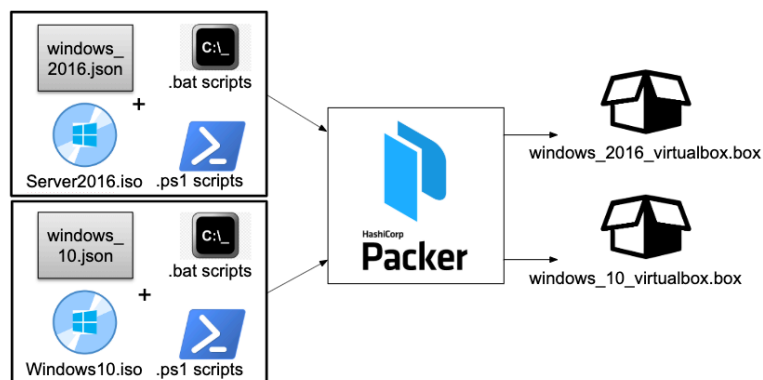 windows_
2016.json
+
C:\_
.bat scripts
Server2016.iso
.ps1 scripts
windows_
10.json
+
C:\_
.bat scripts
Windows10.iso
.ps1 scripts
HashiCorp
Packer
windows_2016_virtualbox.box
windows_10_virtualbox.box